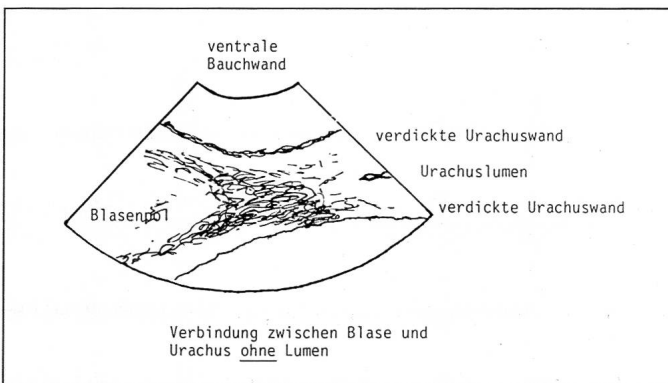 ventrale
Bauchwand
verdickte Urachuswand
Urachuslumen
Blasenpol
verdickte Urachuswand
Verbindung zwischen Blase und
Urachus ohne Lumen